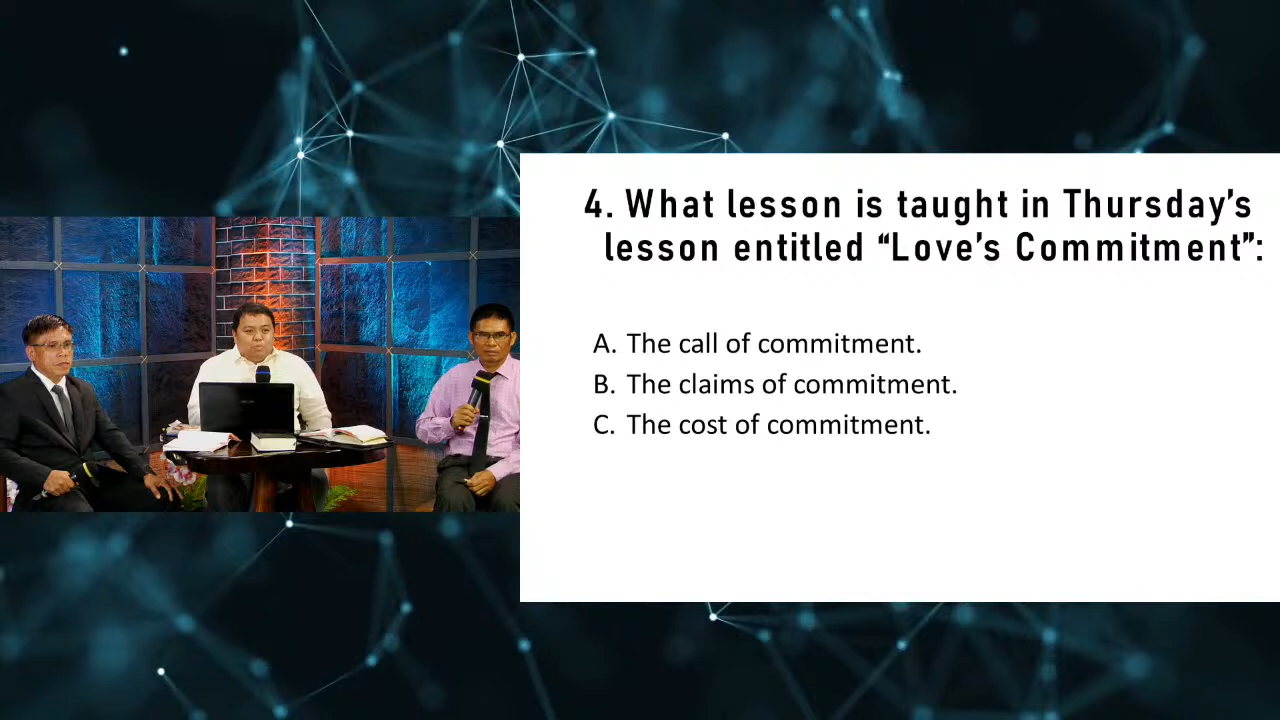 4. What lesson is taught in Thursday’s
lesson entitled “Love’s Commitment”:
A. The call of commitment.
B. The claims of commitment.
C. The cost of commitment.